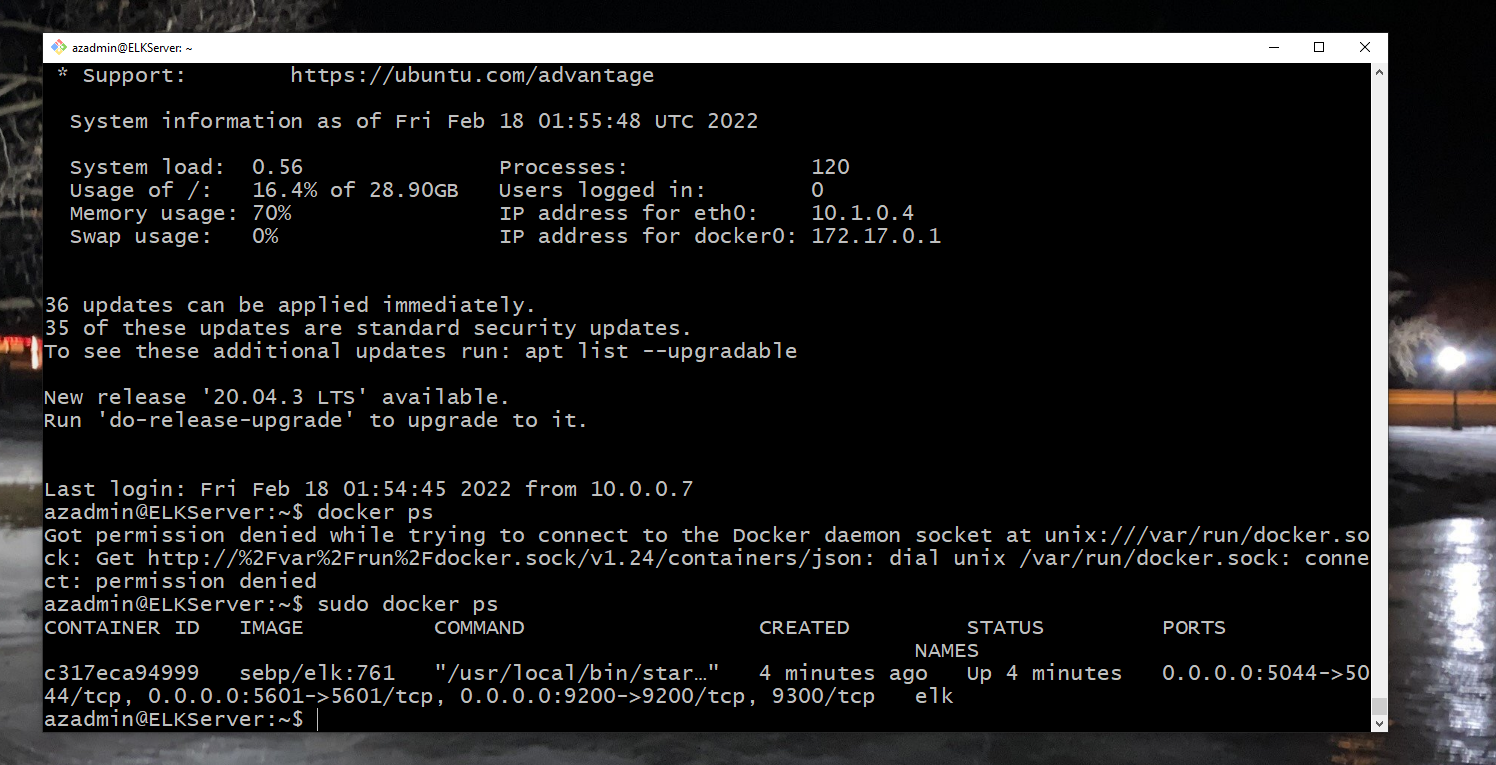 azadmin@ELKServer: ~
* Support:        https://ubuntu.com/advantage
System information as of Fri Feb 18 01:55:48 UTC 2022
System load:  0.56               Processes:              120
Usage of /:   16.4% of 28.90GB   Users logged in:        0
Memory usage: 70%                IP address for eth0:    10.1.0.4
Swap usage:   0%                 IP address for docker0: 172.17.0.1
36 updates can be applied immediately.
35 of these updates are standard security updates.
To see these additional updates run: apt list --upgradable
New release '20.04.3 LTS' available.
Run 'do-release-upgrade' to upgrade to it.
Last login: Fri Feb 18 01:54:45 2022 from 10.0.0.7
azadmin@ELKServer:~$ docker ps
Got permission denied while trying to connect to the Docker daemon socket at unix:///var/run/docker.so
ck: Get http://%2Fvar%2Frun%2Fdocker.sock/v1.24/containers/json: dial unix /var/run/docker.sock: conne
ct: permission denied
azadmin@ELKServer:~$ sudo docker ps
CONTAINER ID   IMAGE          COMMAND                  CREATED         STATUS         PORTS
NAMES
c317eca94999   sebp/elk:761   "/usr/local/bin/star…"   4 minutes ago   Up 4 minutes   0.0.0.0:5044->50
44/tcp, 0.0.0.0:5601->5601/tcp, 0.0.0.0:9200->9200/tcp, 9300/tcp   elk
azadmin@ELKServer:~$